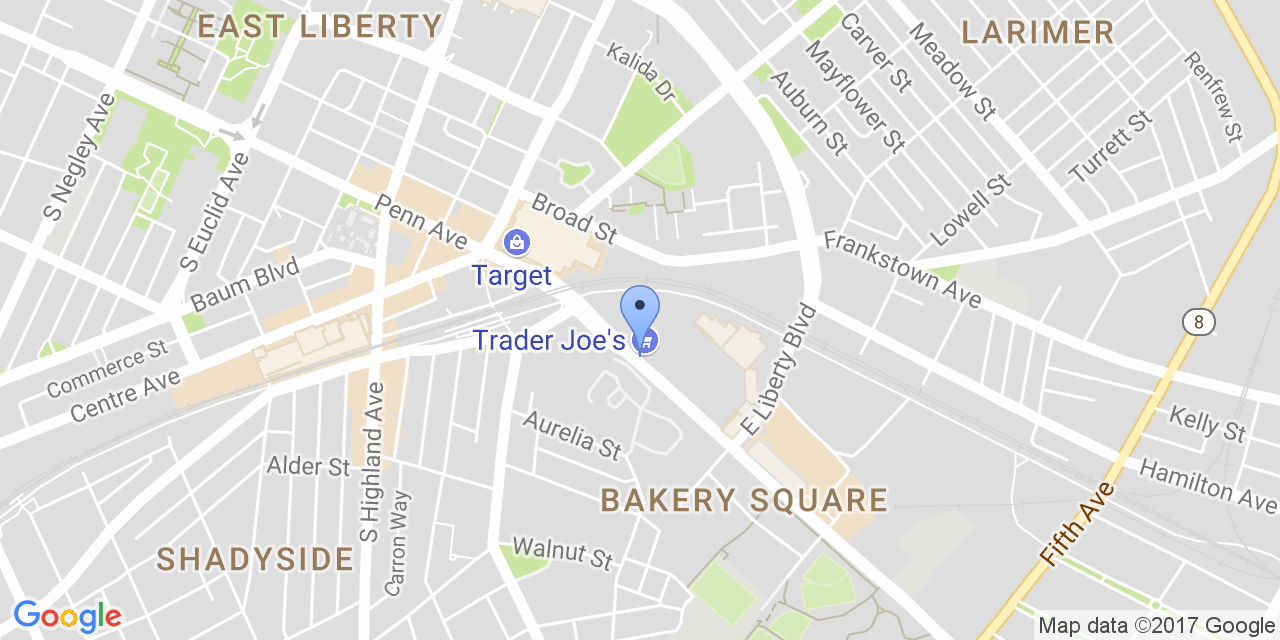 EAST LIBERTY
LARIMER
Kalida Dr
Carver St
Mayflower St
Auburn St
Meadow St
Renfrew St
Turrett St
Lowell St
S Negley Ave
S Euclid Ave
Penn Ave
Broad St
Frankstown Ave
Target
Baum Blvd
Trader Joe's
E Liberty Blvd
8
Commerce St
Centre Ave
S Highland Ave
Aurelia St
Kelly St
Alder St
Hamilton Ave
BAKERY SQUARE
Carron Way
Fifth Ave
SHADYSIDE
Walnut St
Google
Map data ©2017 Google